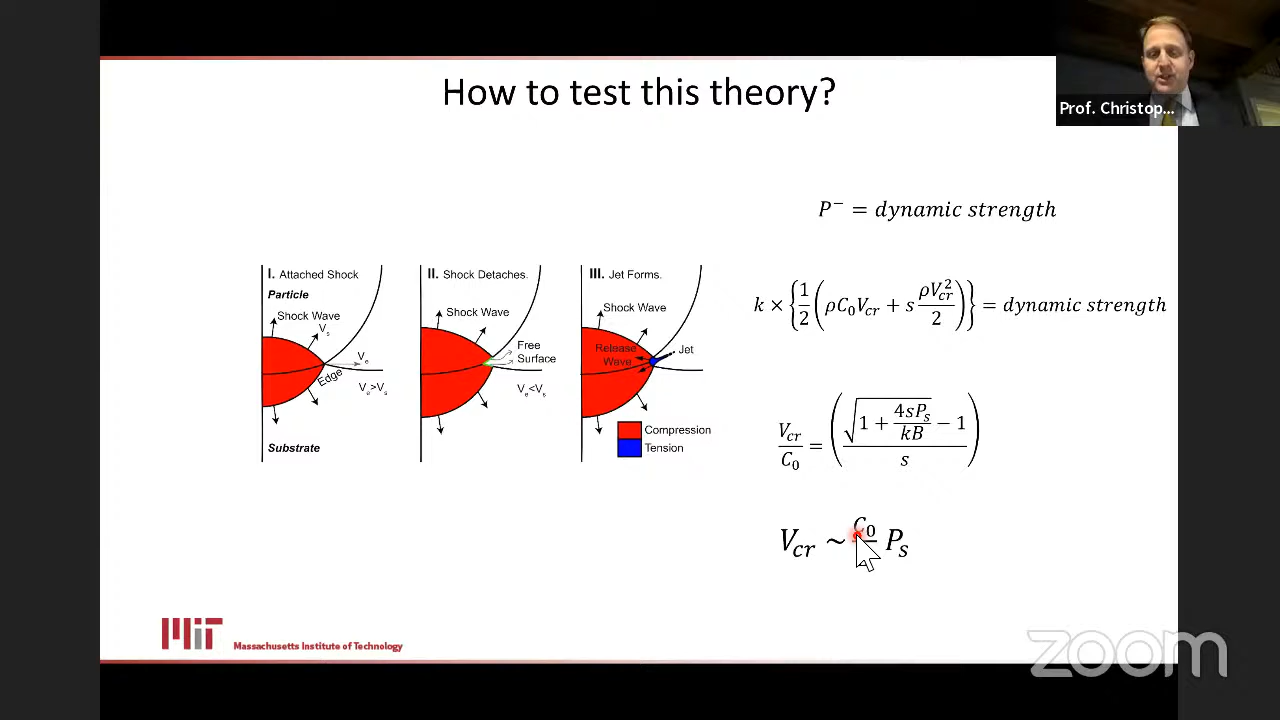 How to test this theory?
Prof. Christop...
P⁻ = dynamic strength
I. Attached Shock
Particle
Shock Wave
Vs
Ve
Edge
Ve>Vs
Substrate
II. Shock Detaches.
Shock Wave
Free
Surface
Ve<Vs
III. Jet Forms.
Shock Wave
Release
Wave
Jet
Compression
Tension
k × {1/2 (ρC₀Vcr + s ρVcr²/2)} = dynamic strength
Vcr/C₀ = ((√(1 + 4sPs/kB) − 1)/s)
Vcr ~ C₀ Ps
MIT
Massachusetts Institute of Technology
zoom